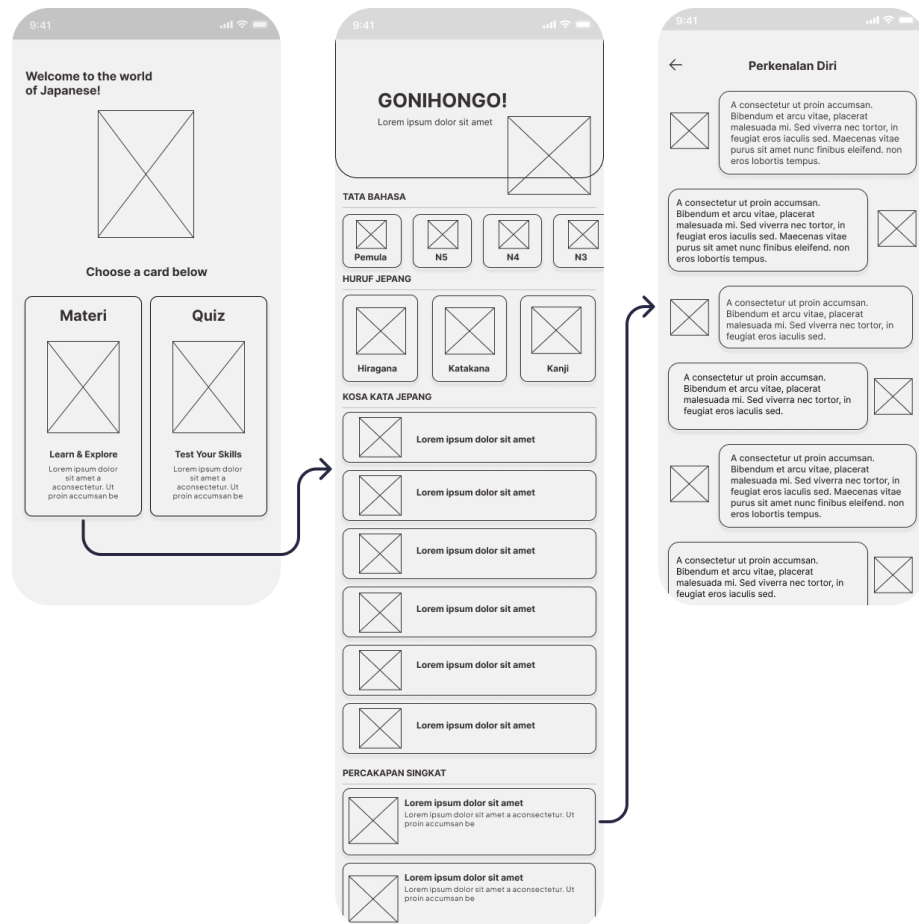 9:41
Welcome to the world
of Japanese!
Choose a card below
Materi
Learn & Explore
Lorem ipsum dolor
sit amet a
aconsectetur. Ut
proin accumsan be
Quiz
Test Your Skills
Lorem ipsum dolor
sit amet a
aconsectetur. Ut
proin accumsan be
9:41
GONIHONGO!
Lorem ipsum dolor sit amet
TATA BAHASA
Pemula
N5
N4
N3
HURUF JEPANG
Hiragana
Katakana
Kanji
KOSA KATA JEPANG
Lorem ipsum dolor sit amet
Lorem ipsum dolor sit amet
Lorem ipsum dolor sit amet
Lorem ipsum dolor sit amet
Lorem ipsum dolor sit amet
Lorem ipsum dolor sit amet
PERCAKAPAN SINGKAT
Lorem ipsum dolor sit amet
Lorem ipsum dolor sit amet a aconsectetur. Ut
proin accumsan be
Lorem ipsum dolor sit amet
Lorem ipsum dolor sit amet a aconsectetur. Ut
proin accumsan be
9:41
Perkenalan Diri
A consectetur ut proin accumsan.
Bibendum et arcu vitae, placerat
malesuada mi. Sed viverra nec tortor, in
feugiat eros iaculis sed. Maecenas vitae
purus sit amet nunc finibus eleifend. non
eros lobortis tempus.
A consectetur ut proin accumsan.
Bibendum et arcu vitae, placerat
malesuada mi. Sed viverra nec tortor, in
feugiat eros iaculis sed. Maecenas vitae
purus sit amet nunc finibus eleifend. non
eros lobortis tempus.
A consectetur ut proin accumsan.
Bibendum et arcu vitae, placerat
malesuada mi. Sed viverra nec tortor, in
feugiat eros iaculis sed.
A consectetur ut proin accumsan.
Bibendum et arcu vitae, placerat
malesuada mi. Sed viverra nec tortor, in
feugiat eros iaculis sed.
A consectetur ut proin accumsan.
Bibendum et arcu vitae, placerat
malesuada mi. Sed viverra nec tortor, in
feugiat eros iaculis sed. Maecenas vitae
purus sit amet nunc finibus eleifend. non
eros lobortis tempus.
A consectetur ut proin accumsan.
Bibendum et arcu vitae, placerat
malesuada mi. Sed viverra nec tortor, in
feugiat eros iaculis sed.